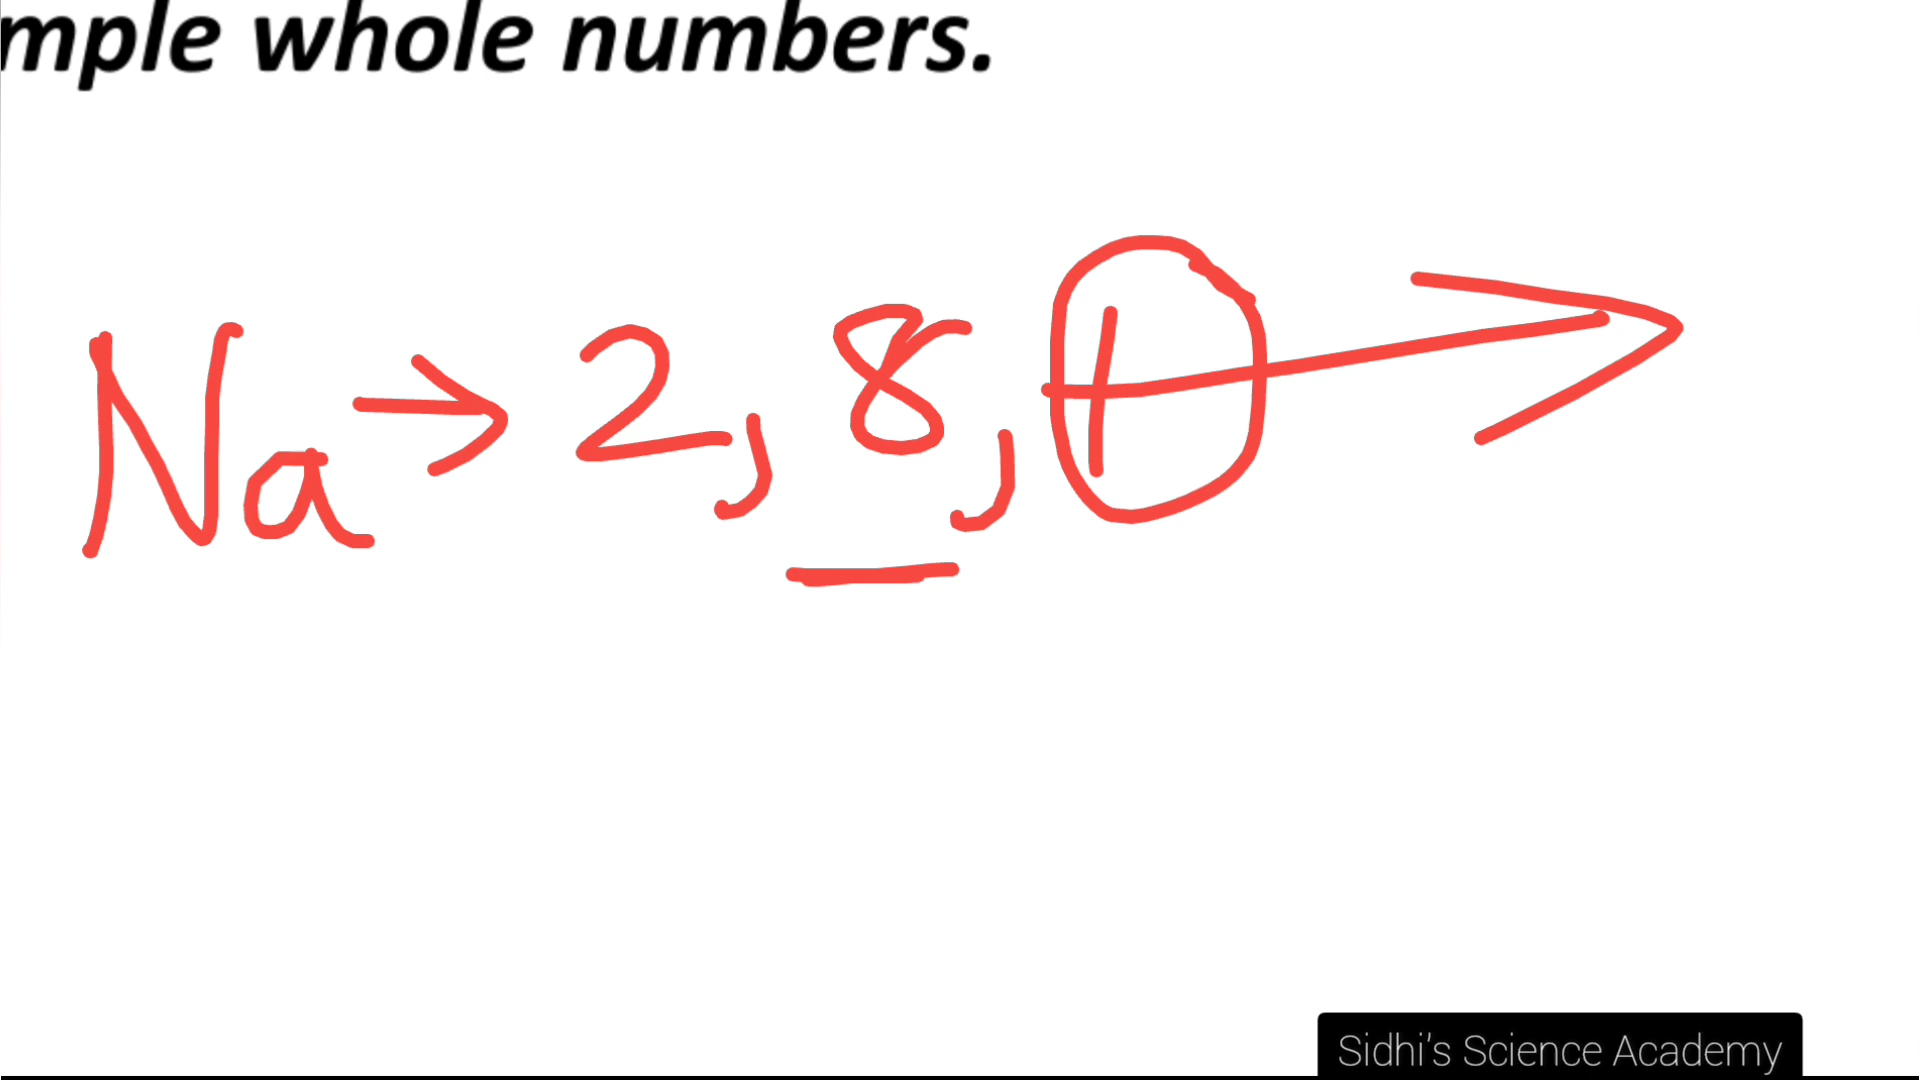 mple whole numbers.
Na → 2, 8, 1 →
Sidhi's Science Academy